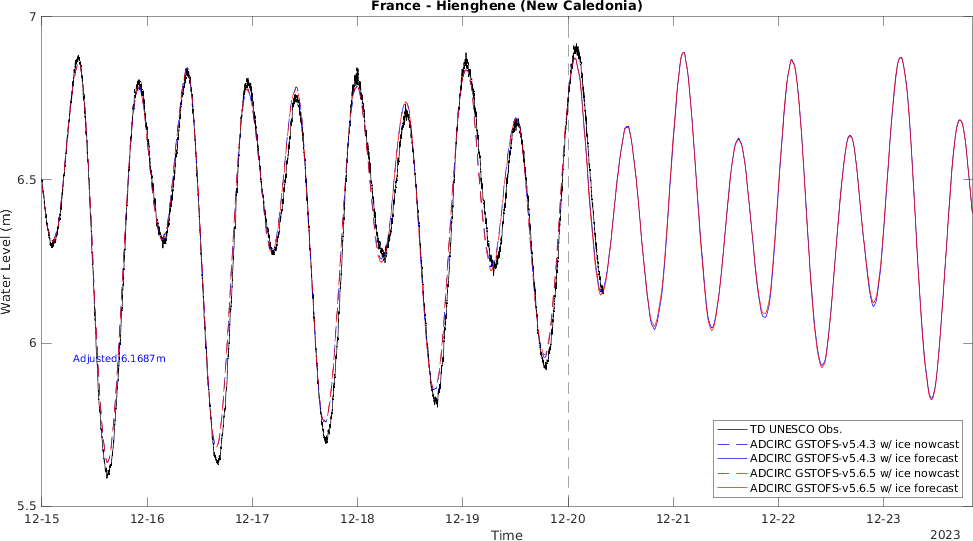 France - Hienghene (New Caledonia)
7
6.5
6
5.5
Water Level (m)
Adjusted:6.1687m
TD UNESCO Obs.
ADCIRC GSTOFS-v5.4.3 w/ ice nowcast
ADCIRC GSTOFS-v5.4.3 w/ ice forecast
ADCIRC GSTOFS-v5.6.5 w/ ice nowcast
ADCIRC GSTOFS-v5.6.5 w/ ice forecast
12-15 12-16 12-17 12-18 12-19 12-20 12-21 12-22 12-23
Time
2023